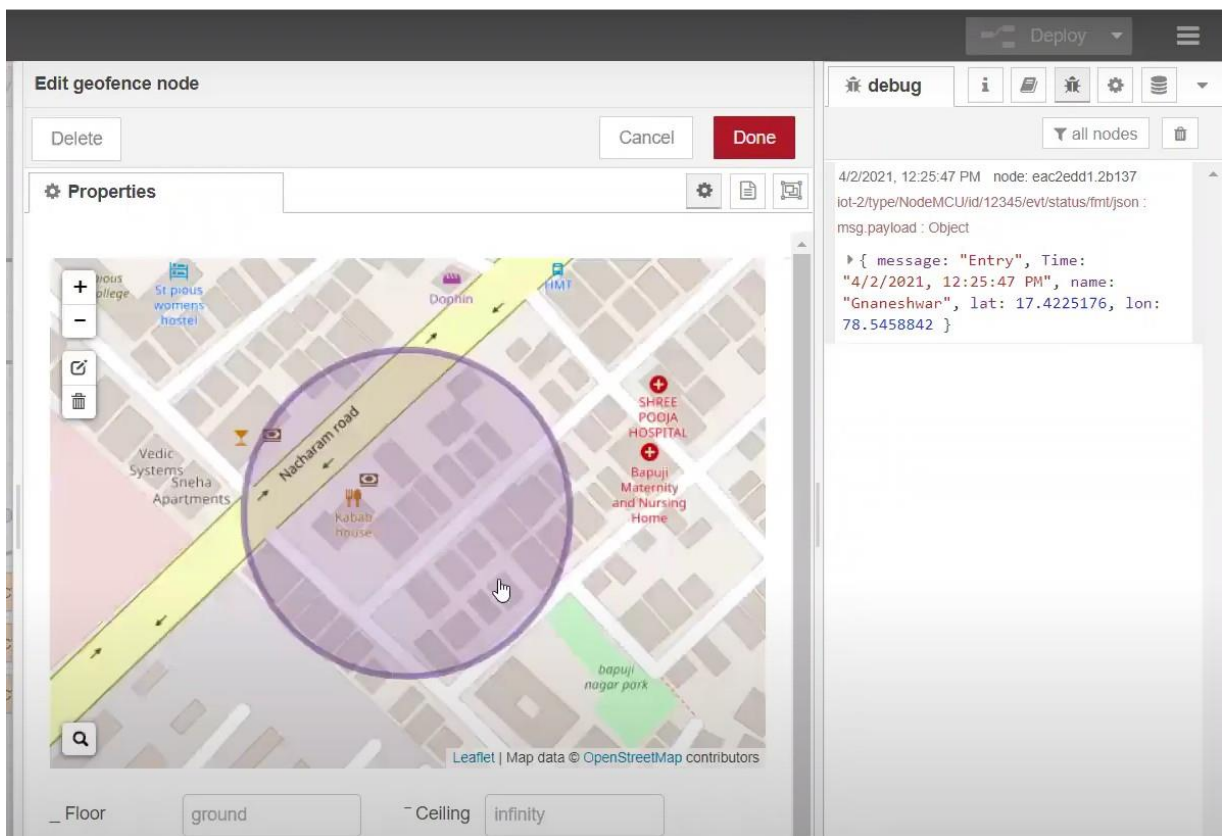 Deploy
Edit geofence node
Delete
Cancel
Done
Properties
+
−
St pious
womens
hostel
Dophin
HMT
Nacharam road
Vedic
Systems
Sneha
Apartments
Kabab
house
SHREE
POOJA
HOSPITAL
Bapuji
Maternity
and Nursing
Home
bapuji
nagar park
Leaflet | Map data © OpenStreetMap contributors
_ Floor
ground
‾ Ceiling
infinity
debug
i
all nodes
4/2/2021, 12:25:47 PM node: eac2edd1.2b137
iot-2/type/NodeMCU/id/12345/evt/status/fmt/json :
msg.payload : Object
{ message: "Entry", Time:
"4/2/2021, 12:25:47 PM", name:
"Gnaneshwar", lat: 17.4225176, lon:
78.5458842 }